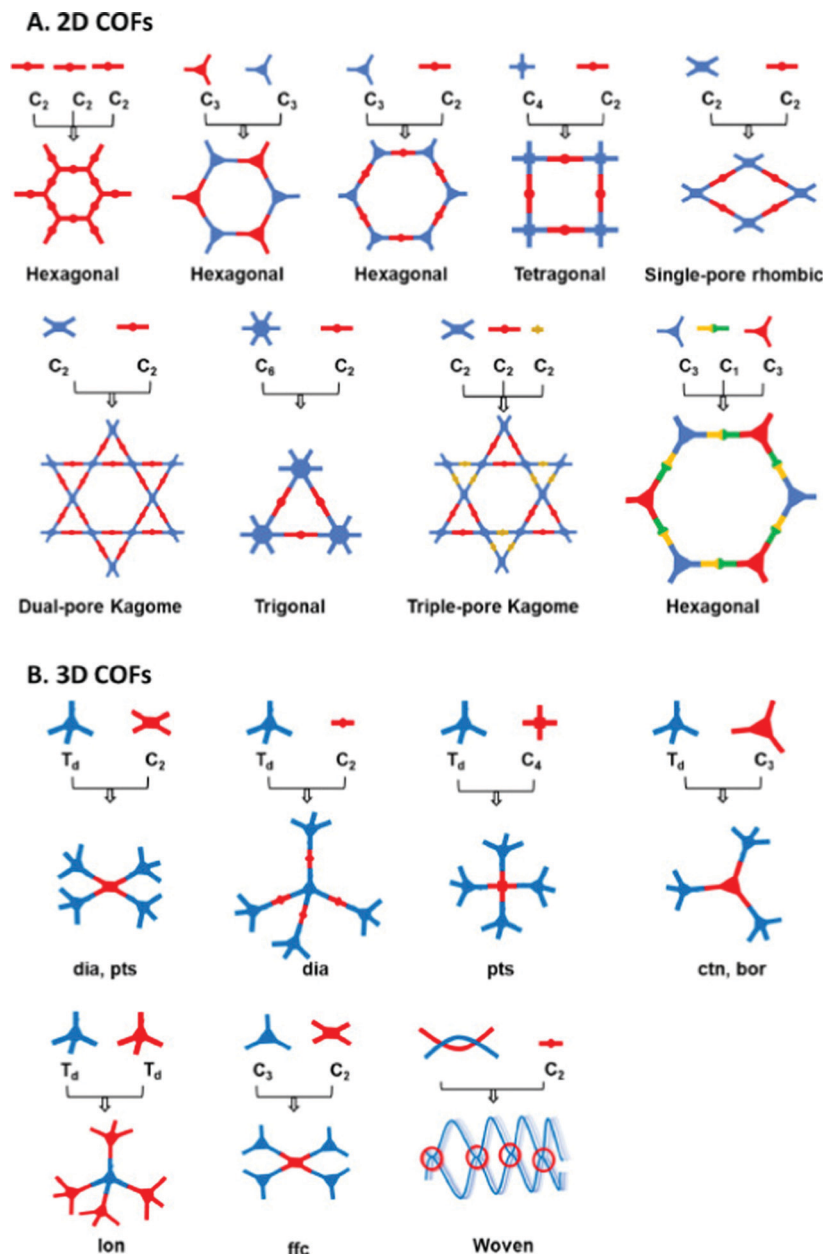 A. 2D COFs
C2 C2 C2 C3 C3 C3 C2 C4 C2 C2 C2
Hexagonal Hexagonal Hexagonal Tetragonal Single-pore rhombic
C2 C2 C6 C2 C2 C2 C2 C3 C1 C3
Dual-pore Kagome Trigonal Triple-pore Kagome Hexagonal
B. 3D COFs
Td C2 Td C2 Td C4 Td C3
dia, pts dia pts ctn, bor
Td Td C3 C2 C2
lon ffc Woven